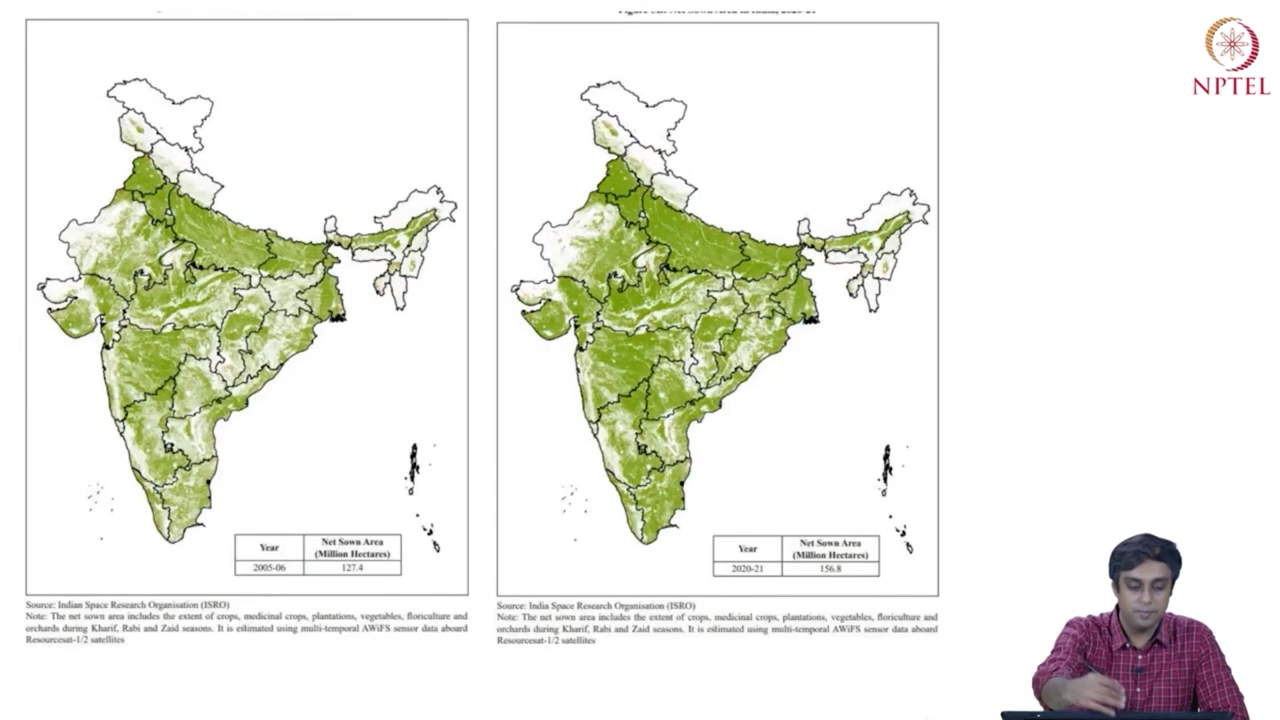 Year
Net Sown Area
(Million Hectares)
2005-06
127.4
Source: Indian Space Research Organisation (ISRO)
Note: The net sown area includes the extent of crops, medicinal crops, plantations, vegetables, floriculture and
orchards during Kharif, Rabi and Zaid seasons. It is estimated using multi-temporal AWiFS sensor data aboard
Resourcesat-1/2 satellites
Year
Net Sown Area
(Million Hectares)
2020-21
156.8
Source: India Space Research Organisation (ISRO)
Note: The net sown area includes the extent of crops, medicinal crops, plantations, vegetables, floriculture and
orchards during Kharif, Rabi and Zaid seasons. It is estimated using multi-temporal AWiFS sensor data aboard
Resourcesat-1/2 satellites
NPTEL